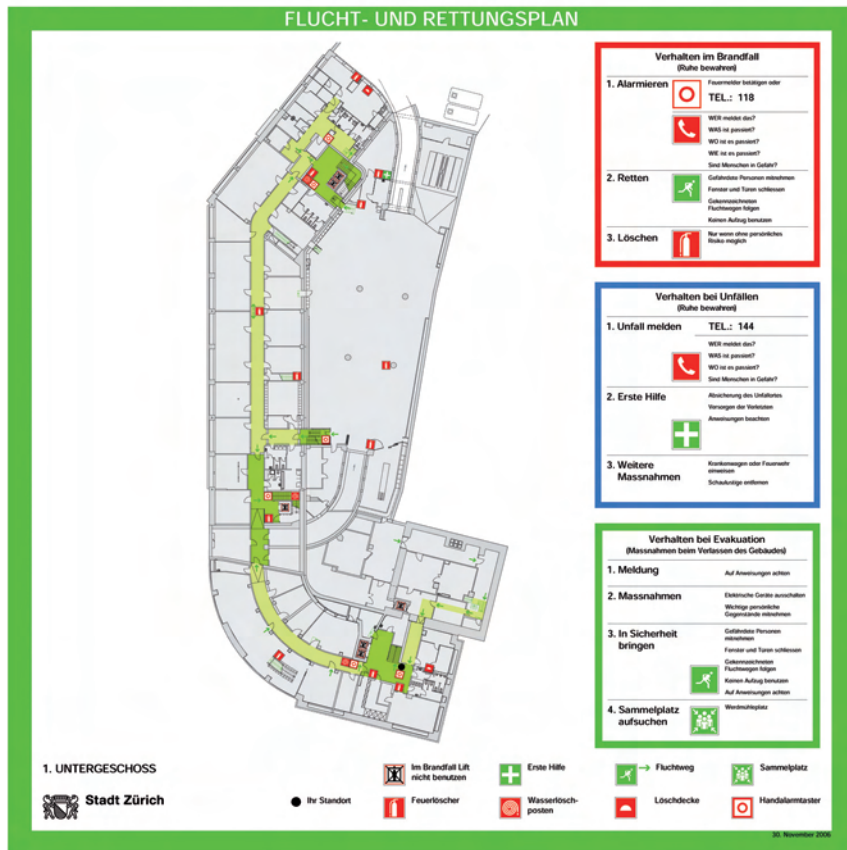 FLUCHT- UND RETTUNGSPLAN
Verhalten im Brandfall
(Ruhe bewahren)
1. Alarmieren
Feuermelder betätigen oder
TEL.: 118
WER meldet das?
WAS ist passiert?
WO ist es passiert?
WIE ist es passiert?
Sind Menschen in Gefahr?
2. Retten
Gefährdete Personen mitnehmen
Fenster und Türen schliessen
Gekennzeichneten
Fluchtwegen folgen
Keinen Aufzug benutzen
3. Löschen
Nur wenn ohne persönliches
Risiko möglich
Verhalten bei Unfällen
(Ruhe bewahren)
1. Unfall melden
TEL.: 144
WER meldet das?
WAS ist passiert?
WO ist es passiert?
Sind Menschen in Gefahr?
2. Erste Hilfe
Absicherung des Unfallortes
Versorgen der Verletzten
Anweisungen beachten
3. Weitere
Massnahmen
Krankenwagen oder Feuerwehr
einweisen
Schaulustige entfernen
Verhalten bei Evakuation
(Massnahmen beim Verlassen des Gebäudes)
1. Meldung
Auf Anweisungen achten
2. Massnahmen
Elektrische Geräte ausschalten
Wichtige persönliche
Gegenstände mitnehmen
3. In Sicherheit
bringen
Gefährdete Personen
mitnehmen
Fenster und Türen schliessen
Gekennzeichneten
Fluchtwegen folgen
Keinen Aufzug benutzen
Auf Anweisungen achten
4. Sammelplatz
aufsuchen
Werdmühleplatz
1. UNTERGESCHOSS
Stadt Zürich
Ihr Standort
Im Brandfall Lift
nicht benutzen
Erste Hilfe
Fluchtweg
Sammelplatz
Feuerlöscher
Wasserlösch-
posten
Löschdecke
Handalarmtaster
30. November 2006